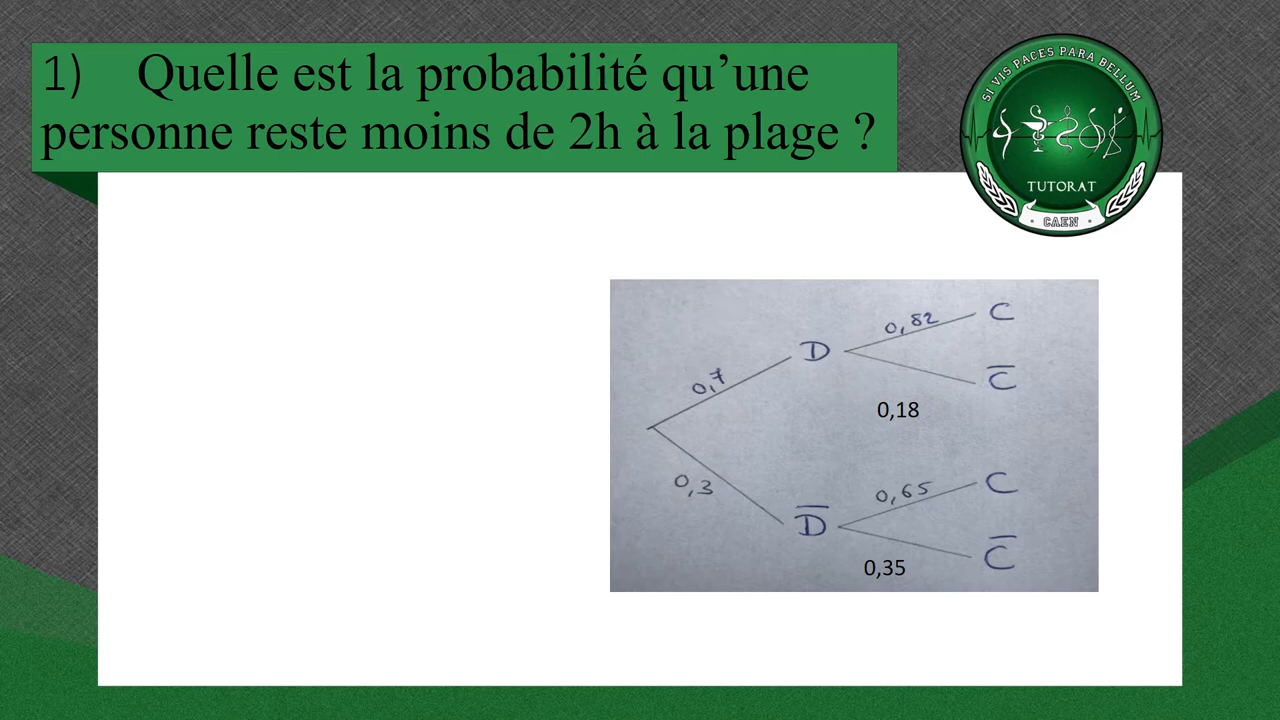 1) Quelle est la probabilité qu’une
personne reste moins de 2h à la plage ?
SI VIS PACES PARA BELLUM
TUTORAT
CAEN
0,82
C
0,7
D
C̅
0,18
0,3
0,65
C
D̅
C̅
0,35